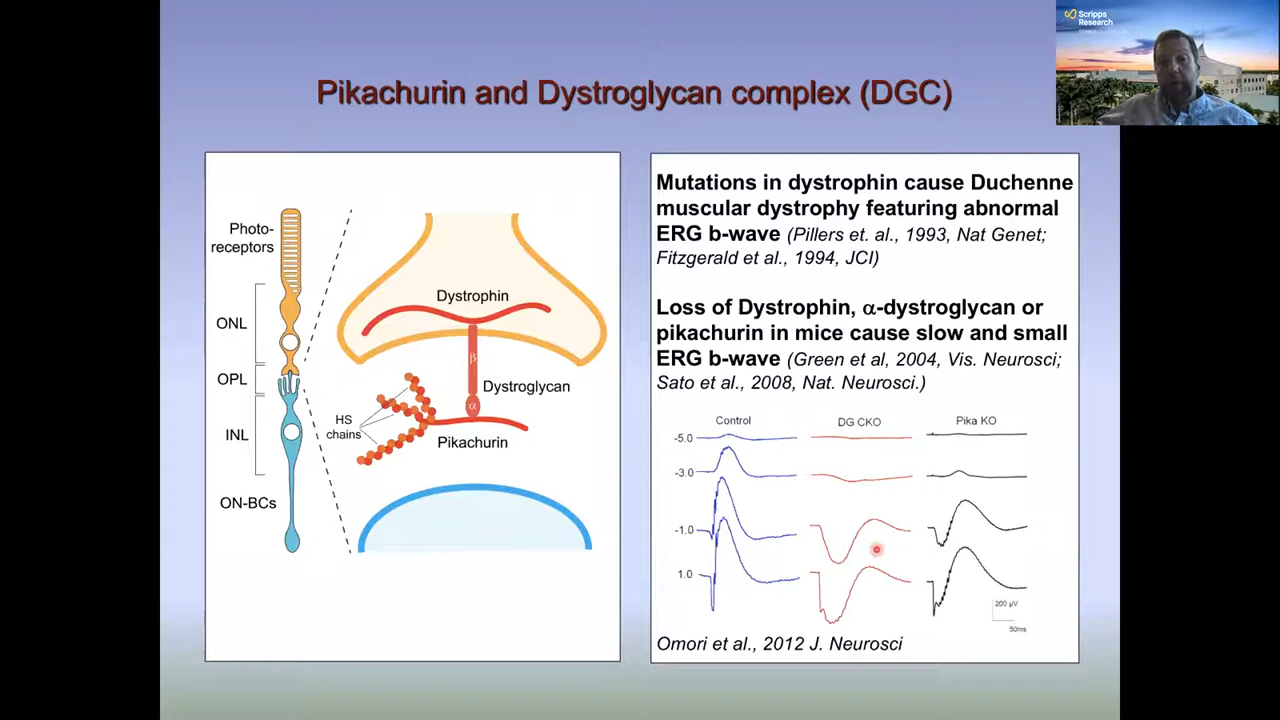 Scripps
Research
Pikachurin and Dystroglycan complex (DGC)
Photo-
receptors
ONL
OPL
INL
ON-BCs
Dystrophin
β
Dystroglycan
α
HS
chains
Pikachurin
Mutations in dystrophin cause Duchenne
muscular dystrophy featuring abnormal
ERG b-wave (Pillers et. al., 1993, Nat Genet;
Fitzgerald et al., 1994, JCI)
Loss of Dystrophin, α-dystroglycan or
pikachurin in mice cause slow and small
ERG b-wave (Green et al, 2004, Vis. Neurosci;
Sato et al., 2008, Nat. Neurosci.)
Control DG CKO Pika KO
-5.0
-3.0
-1.0
1.0
200 μV
50ms
Omori et al., 2012 J. Neurosci